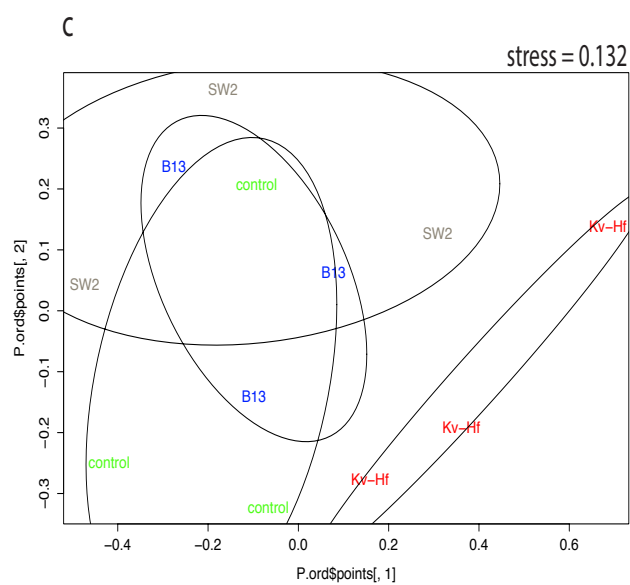 c
stress = 0.132
SW2
B13
control
SW2
Kv-Hf
B13
SW2
B13
Kv-Hf
control
Kv-Hf
control
0.3
0.2
0.1
0.0
-0.1
-0.2
-0.3
P.ord$points[, 2]
-0.4
-0.2
0.0
0.2
0.4
0.6
P.ord$points[, 1]